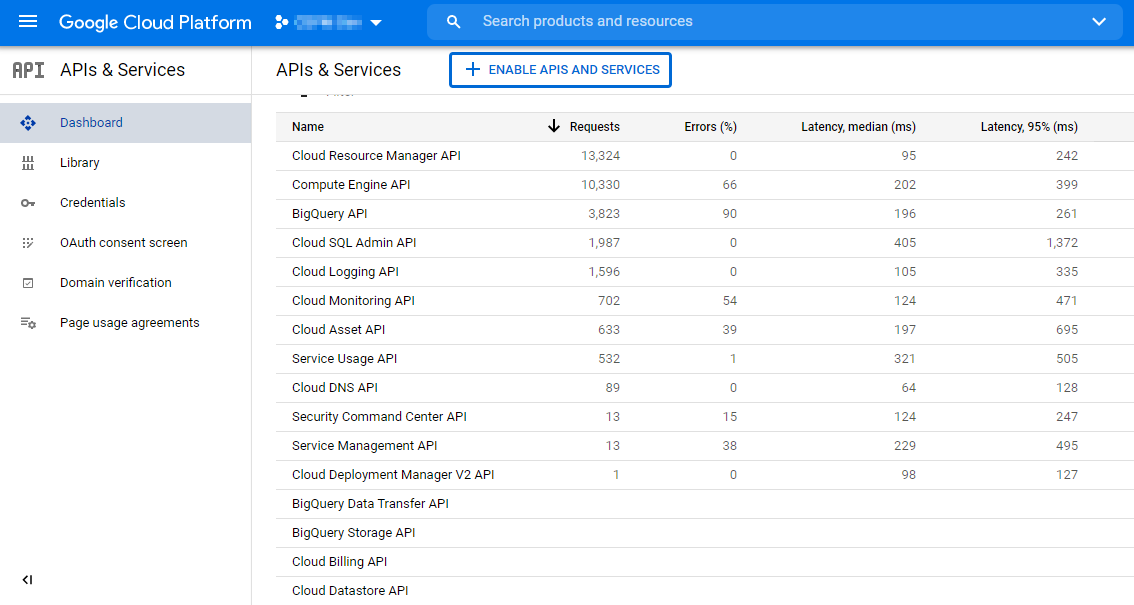 Google Cloud Platform
Search products and resources
API APIs & Services
Dashboard
Library
Credentials
OAuth consent screen
Domain verification
Page usage agreements
APIs & Services
ENABLE APIS AND SERVICES
Name Requests Errors (%) Latency, median (ms) Latency, 95% (ms)
Cloud Resource Manager API 13,324 0 95 242
Compute Engine API 10,330 66 202 399
BigQuery API 3,823 90 196 261
Cloud SQL Admin API 1,987 0 405 1,372
Cloud Logging API 1,596 0 105 335
Cloud Monitoring API 702 54 124 471
Cloud Asset API 633 39 197 695
Service Usage API 532 1 321 505
Cloud DNS API 89 0 64 128
Security Command Center API 13 15 124 247
Service Management API 13 38 229 495
Cloud Deployment Manager V2 API 1 0 98 127
BigQuery Data Transfer API
BigQuery Storage API
Cloud Billing API
Cloud Datastore API